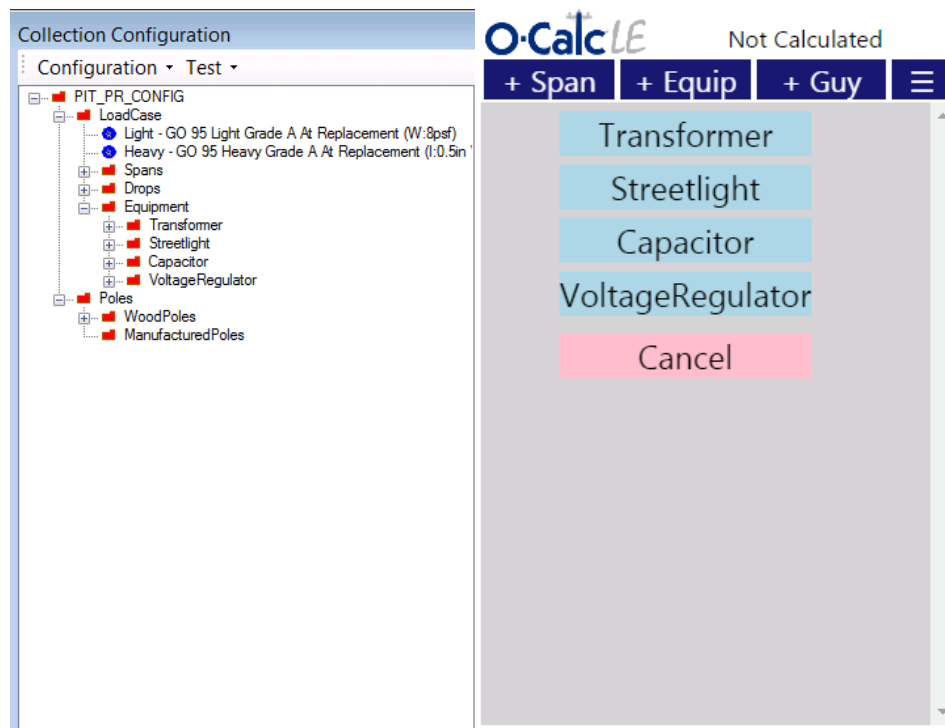 Collection Configuration
Configuration Test
PIT_PR_CONFIG
LoadCase
Light - GO 95 Light Grade A At Replacement (W:8psf)
Heavy - GO 95 Heavy Grade A At Replacement (I:0.5in
Spans
Drops
Equipment
Transformer
Streetlight
Capacitor
VoltageRegulator
Poles
WoodPoles
ManufacturedPoles
O-Calc LE Not Calculated
+ Span + Equip + Guy
Transformer
Streetlight
Capacitor
VoltageRegulator
Cancel